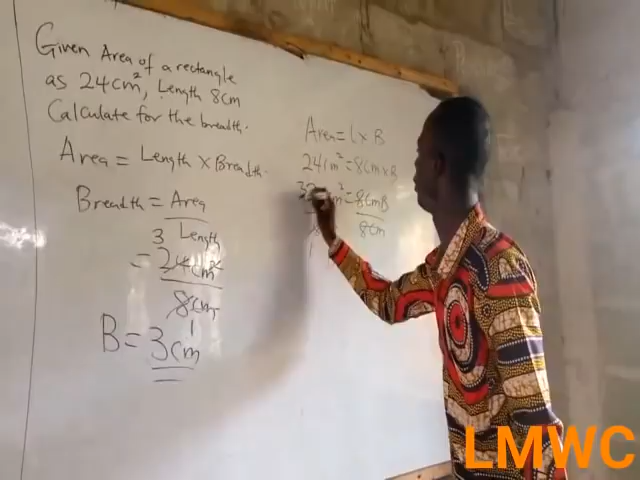 Given Area of a rectangle
as 24cm², Length 8cm
Calculate for the breadth.
Area = Length × Breadth.
Breadth = Area
Length
3
= 24cm²
8cm
1
B = 3cm
Area = L × B
24cm² = 8cm × B
= 8cmB
8cm
LMWC